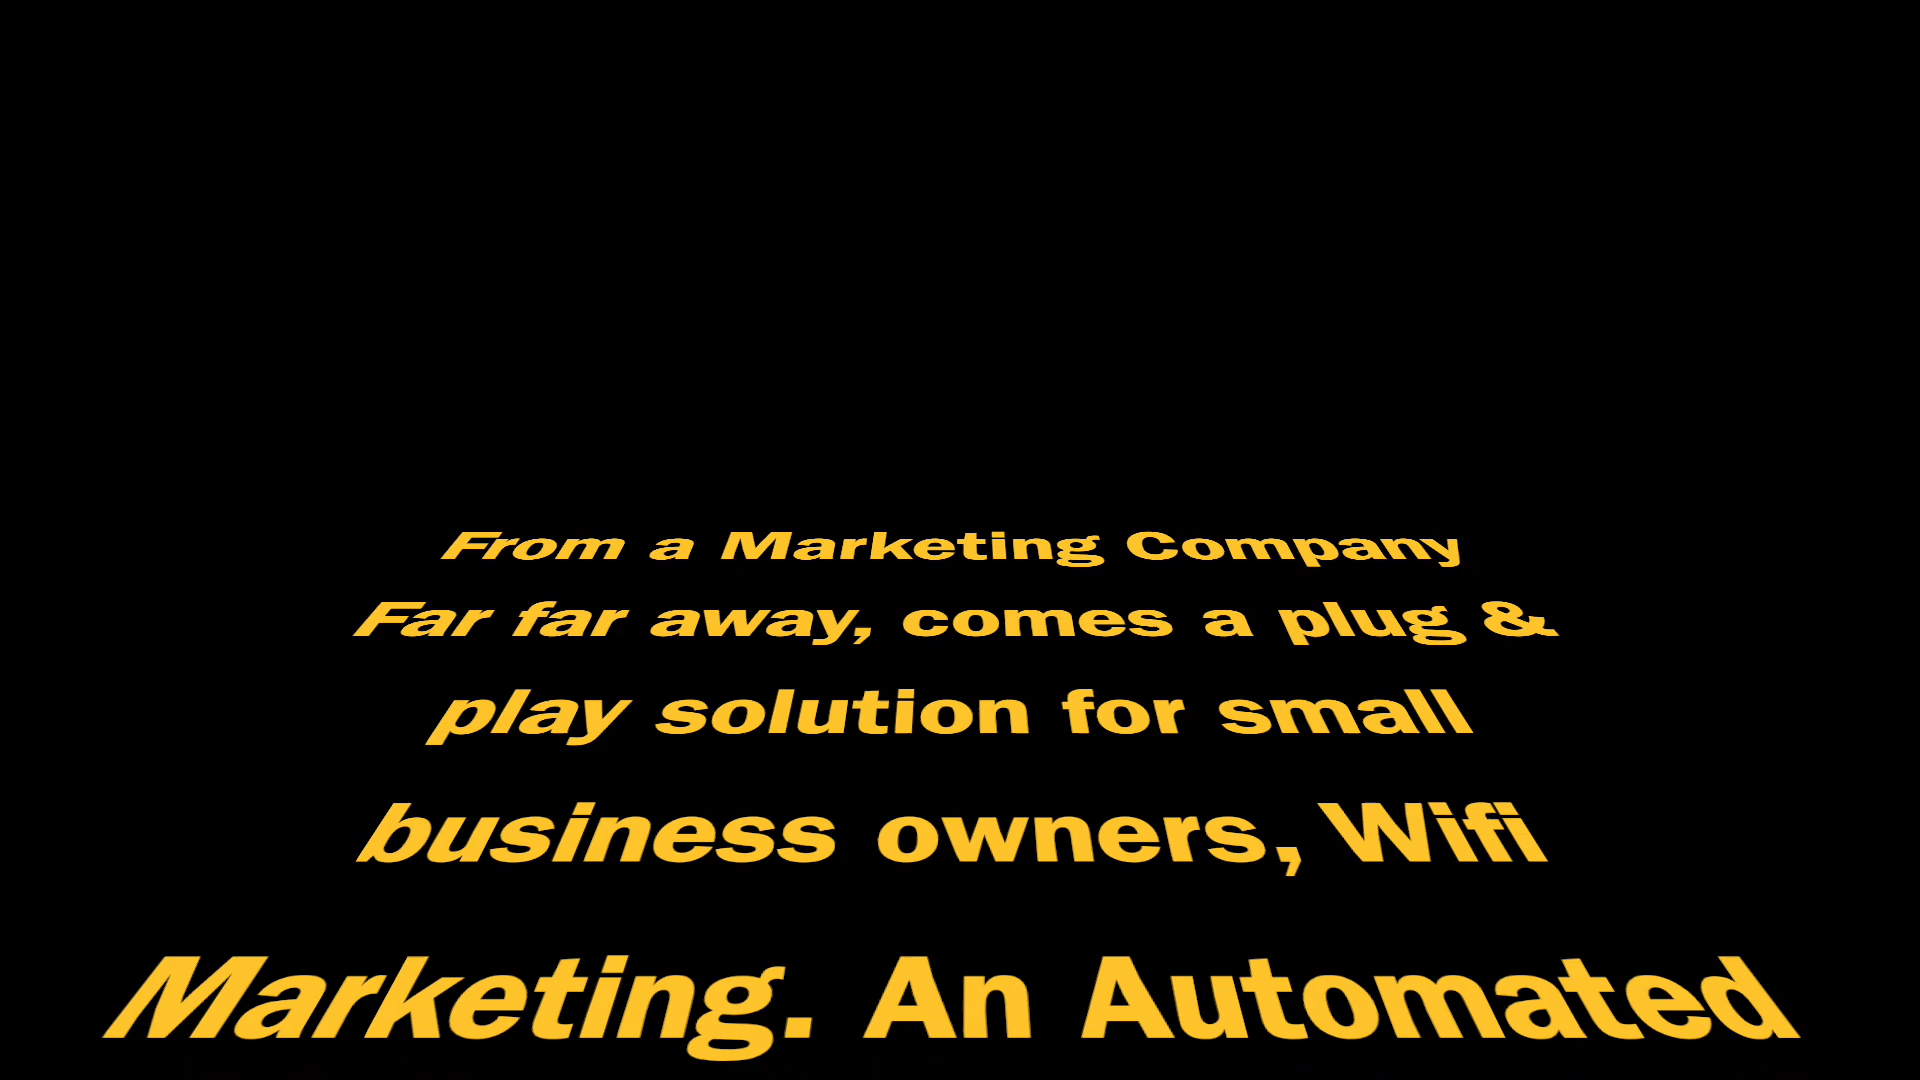 From a Marketing Company
Far far away, comes a plug &
play solution for small
business owners, Wifi
Marketing. An Automated